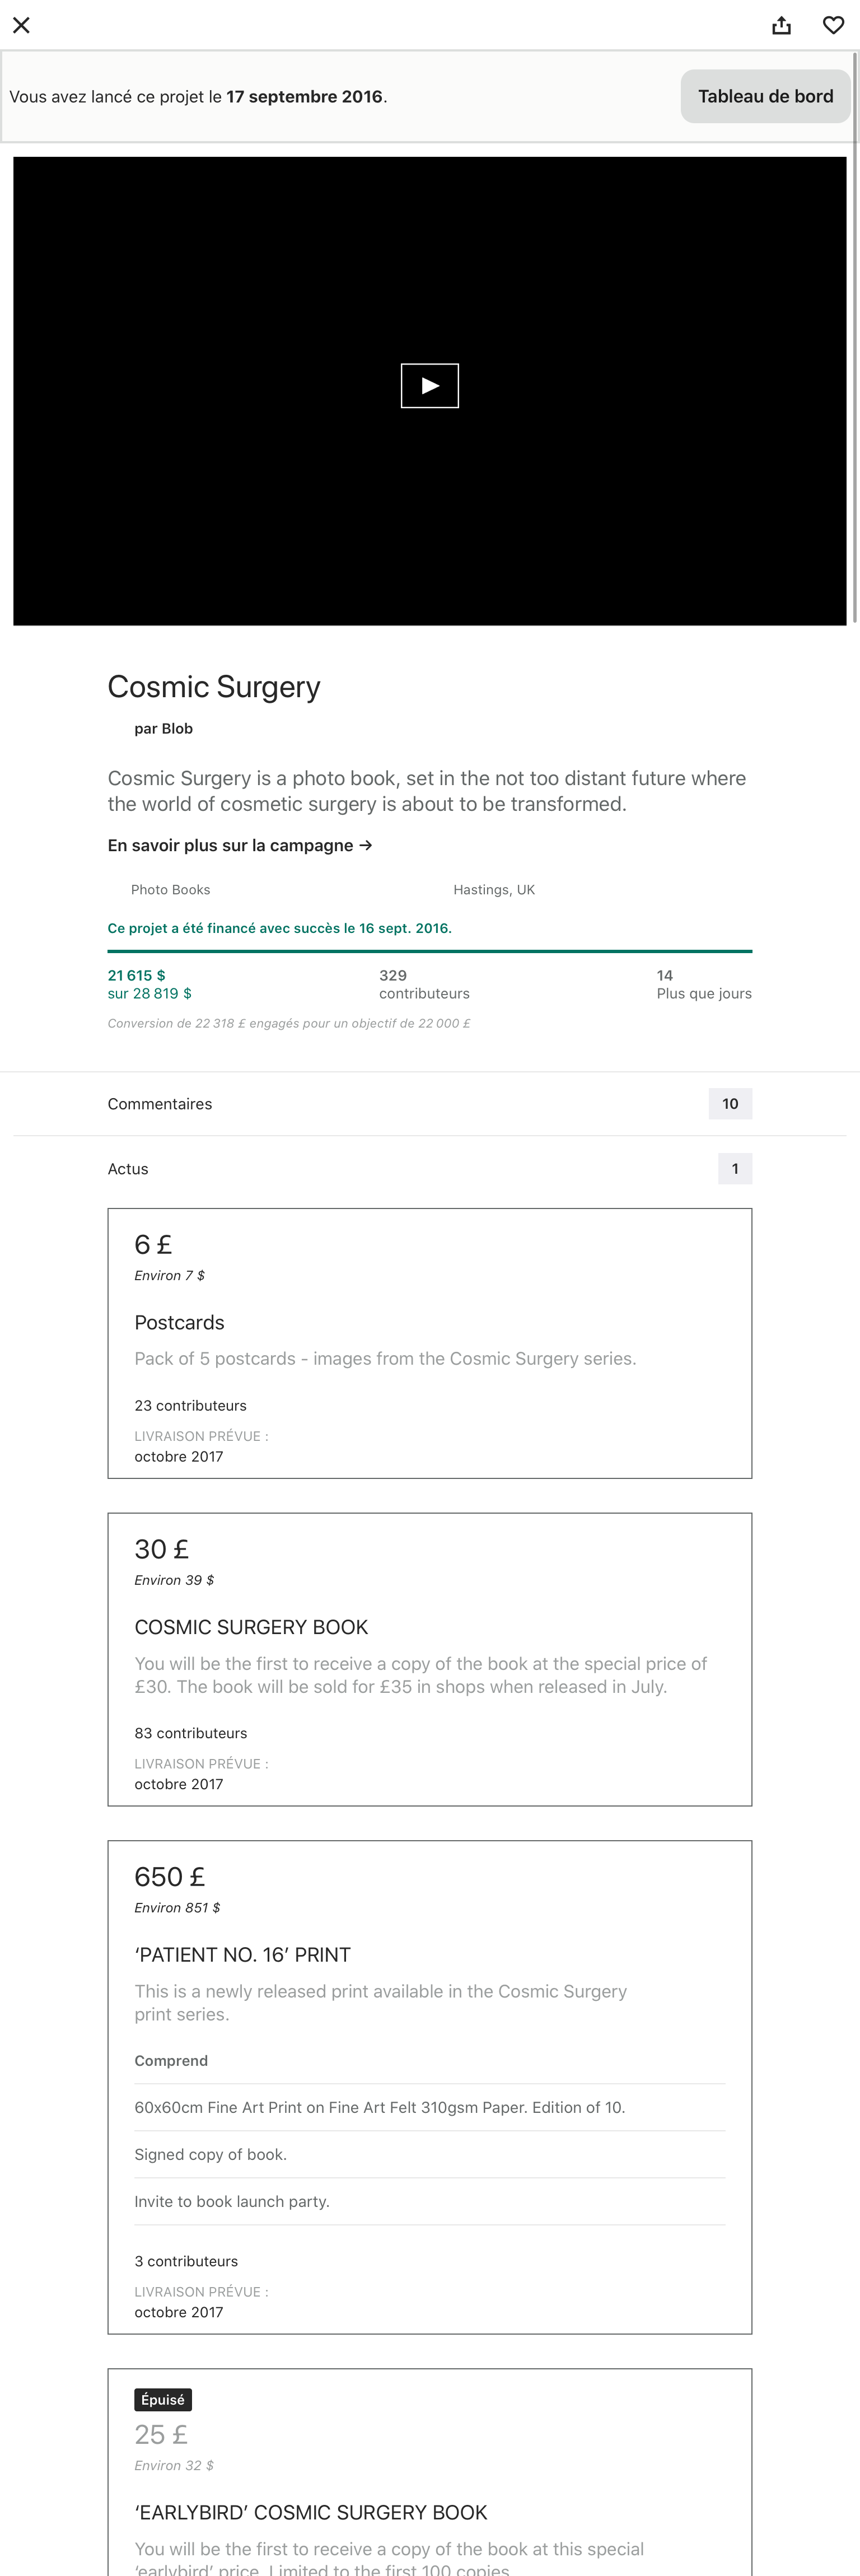 Vous avez lancé ce projet le 17 septembre 2016.
Tableau de bord
Cosmic Surgery
par Blob
Cosmic Surgery is a photo book, set in the not too distant future where
the world of cosmetic surgery is about to be transformed.
En savoir plus sur la campagne →
Photo Books
Hastings, UK
Ce projet a été financé avec succès le 16 sept. 2016.
21 615 $
sur 28 819 $
329
contributeurs
14
Plus que jours
Conversion de 22 318 £ engagés pour un objectif de 22 000 £
Commentaires
10
Actus
1
6 £
Environ 7 $
Postcards
Pack of 5 postcards - images from the Cosmic Surgery series.
23 contributeurs
LIVRAISON PRÉVUE :
octobre 2017
30 £
Environ 39 $
COSMIC SURGERY BOOK
You will be the first to receive a copy of the book at the special price of
£30. The book will be sold for £35 in shops when released in July.
83 contributeurs
LIVRAISON PRÉVUE :
octobre 2017
650 £
Environ 851 $
‘PATIENT NO. 16’ PRINT
This is a newly released print available in the Cosmic Surgery
print series.
Comprend
60x60cm Fine Art Print on Fine Art Felt 310gsm Paper. Edition of 10.
Signed copy of book.
Invite to book launch party.
3 contributeurs
LIVRAISON PRÉVUE :
octobre 2017
Épuisé
25 £
Environ 32 $
‘EARLYBIRD’ COSMIC SURGERY BOOK
You will be the first to receive a copy of the book at this special
‘earlybird’ price. Limited to the first 100 copies.